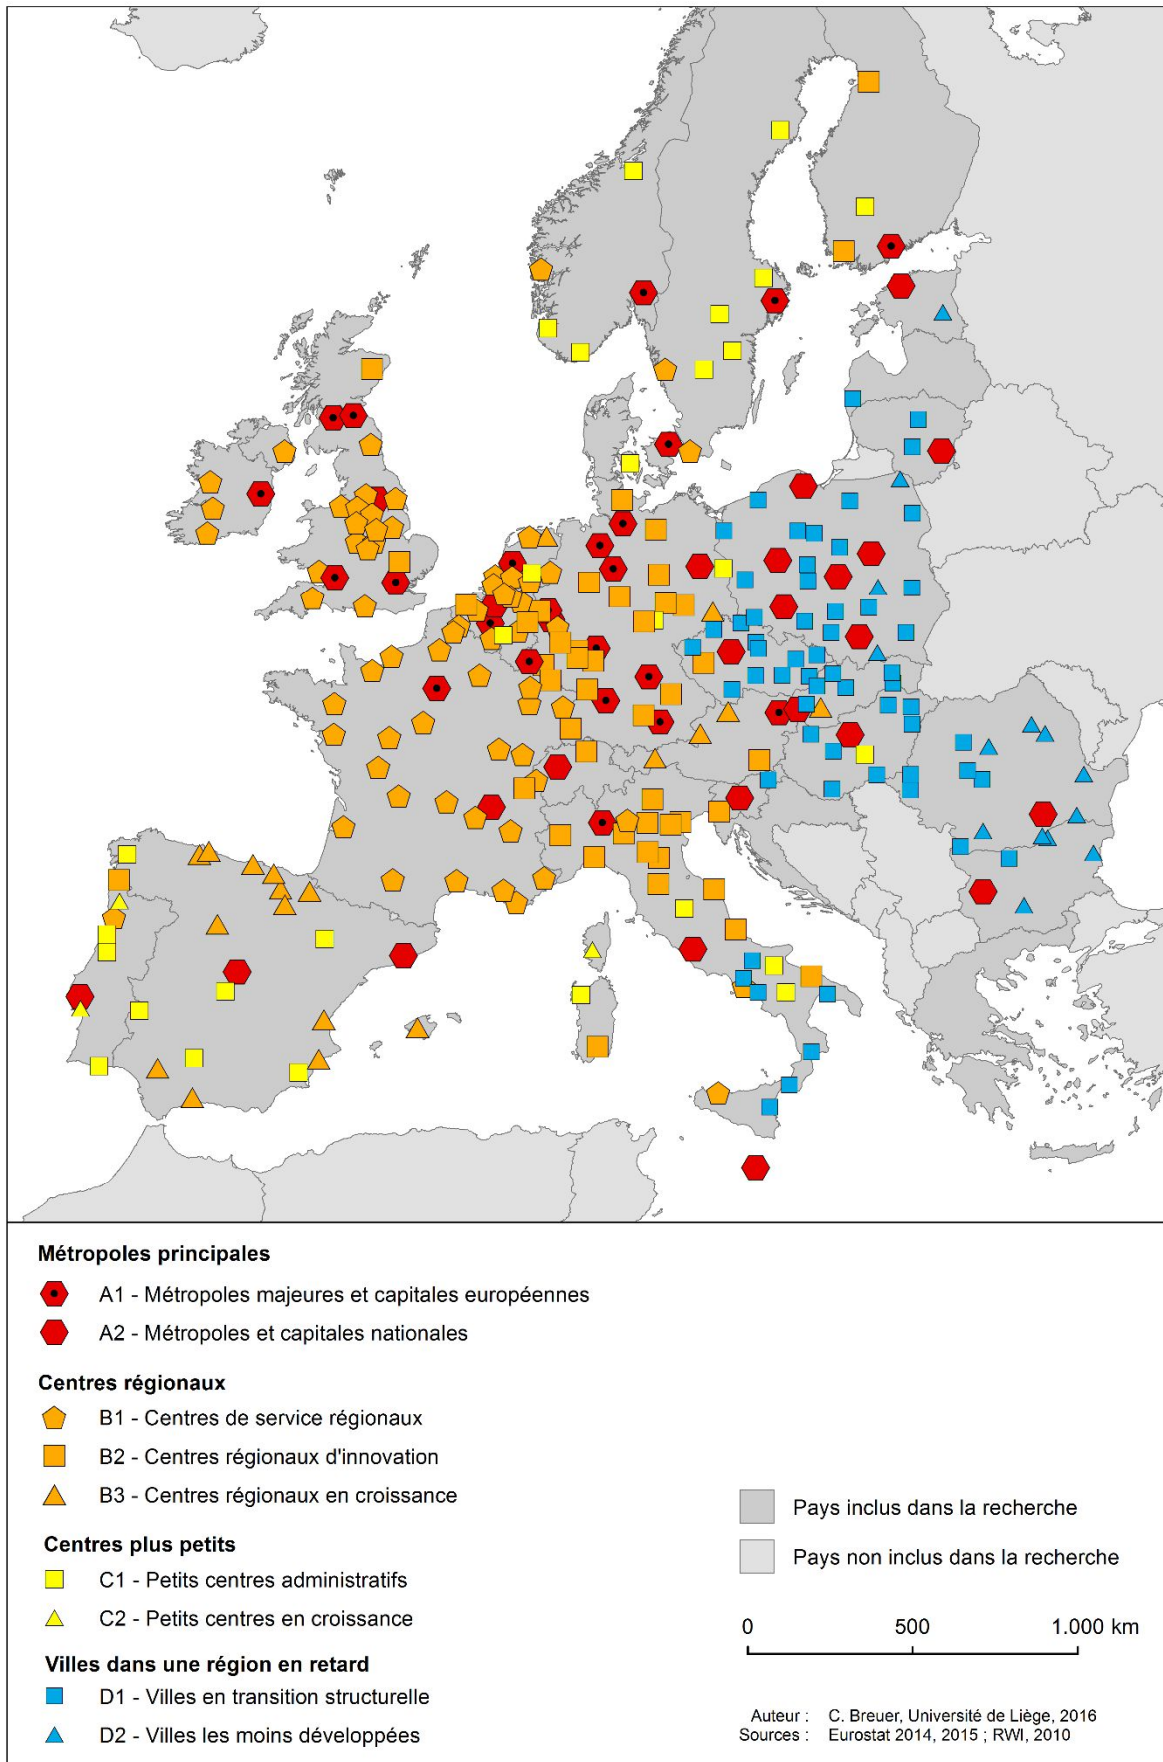 Métropoles principales
A1 - Métropoles majeures et capitales européennes
A2 - Métropoles et capitales nationales
Centres régionaux
B1 - Centres de service régionaux
B2 - Centres régionaux d'innovation
B3 - Centres régionaux en croissance
Centres plus petits
C1 - Petits centres administratifs
C2 - Petits centres en croissance
Villes dans une région en retard
D1 - Villes en transition structurelle
D2 - Villes les moins développées
Pays inclus dans la recherche
Pays non inclus dans la recherche
0 500 1.000 km
Auteur : C. Breuer, Université de Liège, 2016
Sources : Eurostat 2014, 2015 ; RWI, 2010